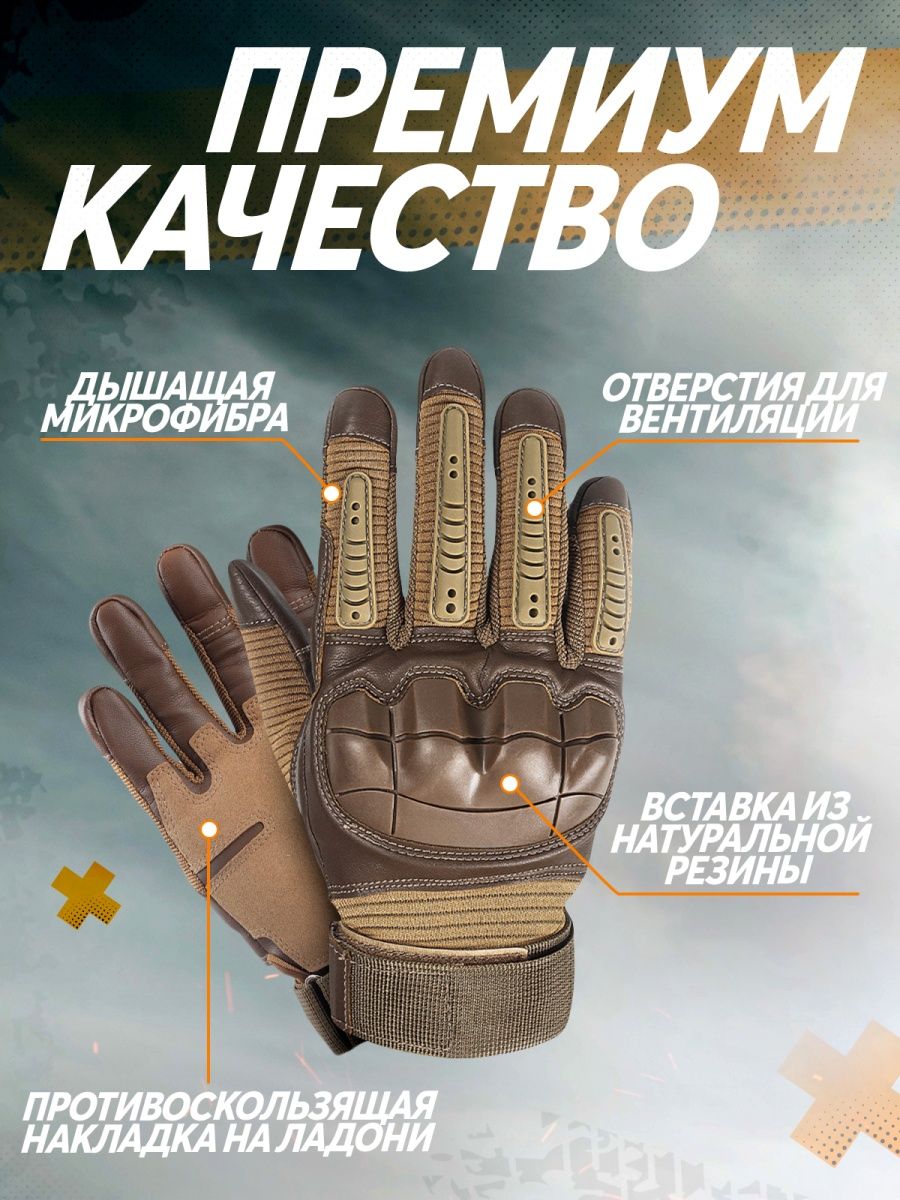 ПРЕМИУМ
КАЧЕСТВО
ДЫШАЩАЯ
МИКРОФИБРА
ОТВЕРСТИЯ ДЛЯ
ВЕНТИЛЯЦИИ
ВСТАВКА ИЗ
НАТУРАЛЬНОЙ
РЕЗИНЫ
ПРОТИВОСКОЛЬЗЯЩАЯ
НАКЛАДКА НА ЛАДОНИ